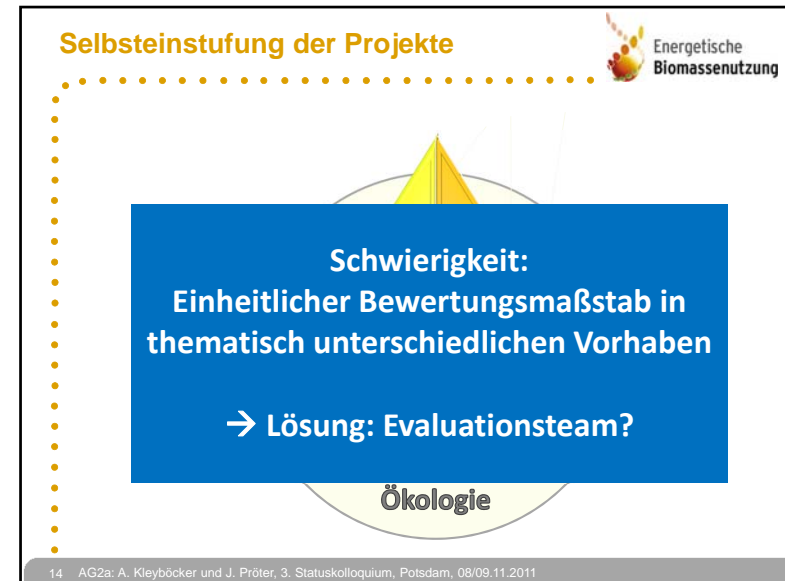 Selbsteinstufung der Projekte
Energetische
Biomassenutzung
Schwierigkeit:
Einheitlicher Bewertungsmaßstab in
thematisch unterschiedlichen Vorhaben
→ Lösung: Evaluationsteam?
Ökologie
14 AG2a: A. Kleyböcker und J. Pröter, 3. Statuskolloquium, Potsdam, 08/09.11.2011